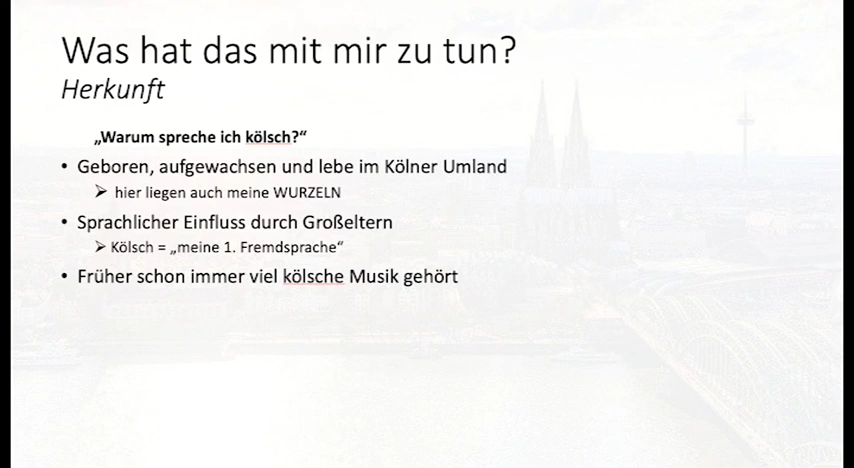 Was hat das mit mir zu tun?
Herkunft
„Warum spreche ich kölsch?“
• Geboren, aufgewachsen und lebe im Kölner Umland
➢ hier liegen auch meine WURZELN
• Sprachlicher Einfluss durch Großeltern
➢ Kölsch = „meine 1. Fremdsprache“
• Früher schon immer viel kölsche Musik gehört